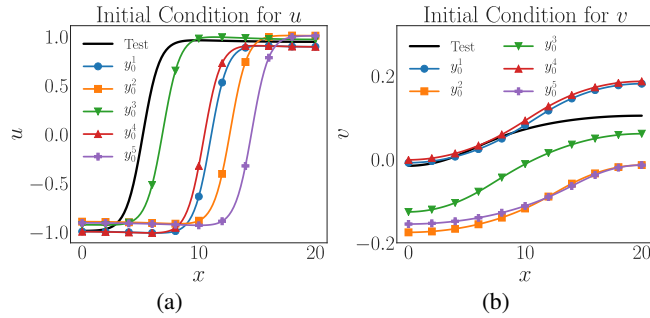 Initial Condition for u
1.0
0.5
0.0
−0.5
−1.0
u
Test
y_0^1
y_0^2
y_0^3
y_0^4
y_0^5
0
10
20
x
(a)
Initial Condition for v
0.2
0.0
−0.2
v
Test
y_0^1
y_0^2
y_0^3
y_0^4
y_0^5
0
10
20
x
(b)